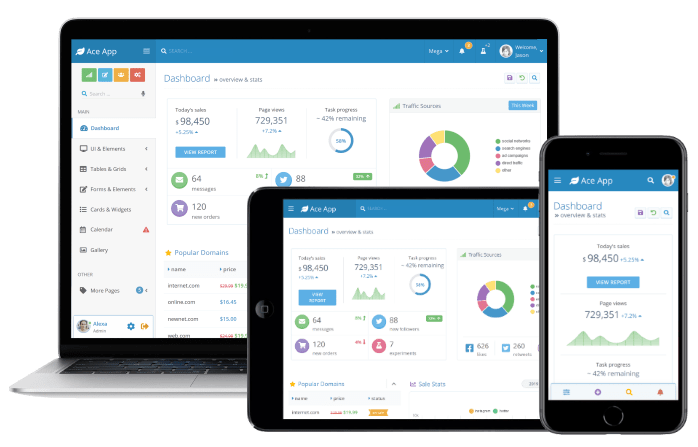 Ace App
SEARCH...
Mega
Welcome,
Jason
Search ...
MAIN
Dashboard
UI & Elements
Tables & Grids
Forms & Elements
Cards & Widgets
Calendar
Gallery
OTHER
More Pages
Alexa
Admin
Dashboard » overview & stats
Today's sales
$ 98,450
+5.25%
VIEW REPORT
Page views
729,351
+7.2%
Task progress
~ 42% remaining
58%
64
messages
88
120
new orders
Traffic Sources
This Week
social networks
search engines
ad campaigns
direct traffic
other
Popular Domains
name
price
internet.com
$29.99 $19.95
online.com
$16.45
newnet.com
$15.00
web.com
Ace App
SEARCH...
Mega
Dashboard » overview & stats
Today's sales
$ 98,450
+5.25%
VIEW
REPORT
Page views
729,351
+7.2%
Task progress
~ 42% remaining
58%
64
messages
88
new followers
120
new orders
7
experiments
Traffic Sources
626
likes
260
retweets
Popular Domains
name
price
status
internet.com
Sale Stats
Ace App
Dashboard
» overview & stats
Today's sales
$ 98,450 +5.25%
VIEW REPORT
Page views
729,351 +7.2%
Task progress
~ 42% remaining